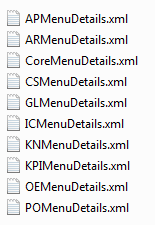 APMenuDetails.xml
ARMenuDetails.xml
CoreMenuDetails.xml
CSMenuDetails.xml
GLMenuDetails.xml
ICMenuDetails.xml
KNMenuDetails.xml
KPIMenuDetails.xml
OEMenuDetails.xml
POMenuDetails.xml